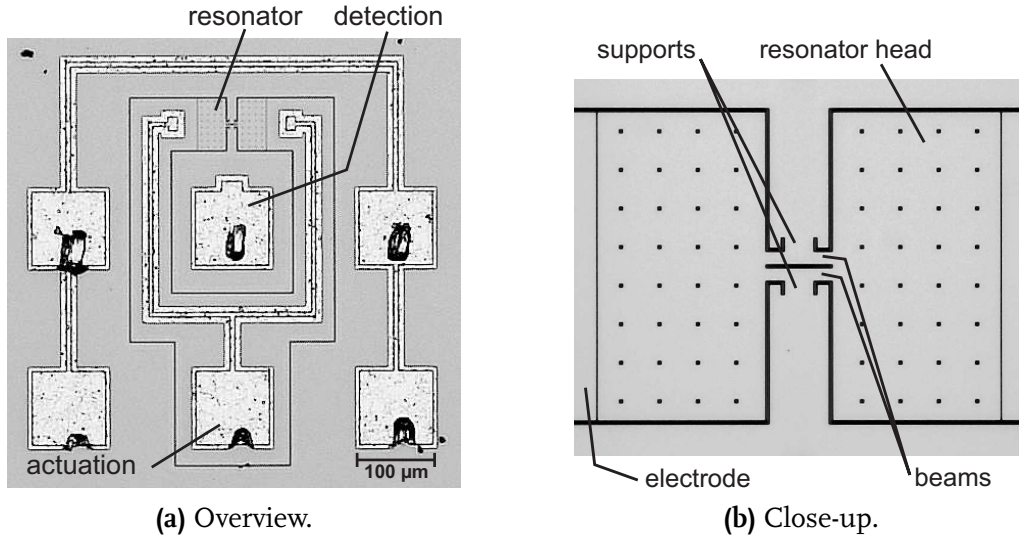 resonator
detection
actuation
100 µm
(a) Overview.
supports
resonator head
electrode
beams
(b) Close-up.